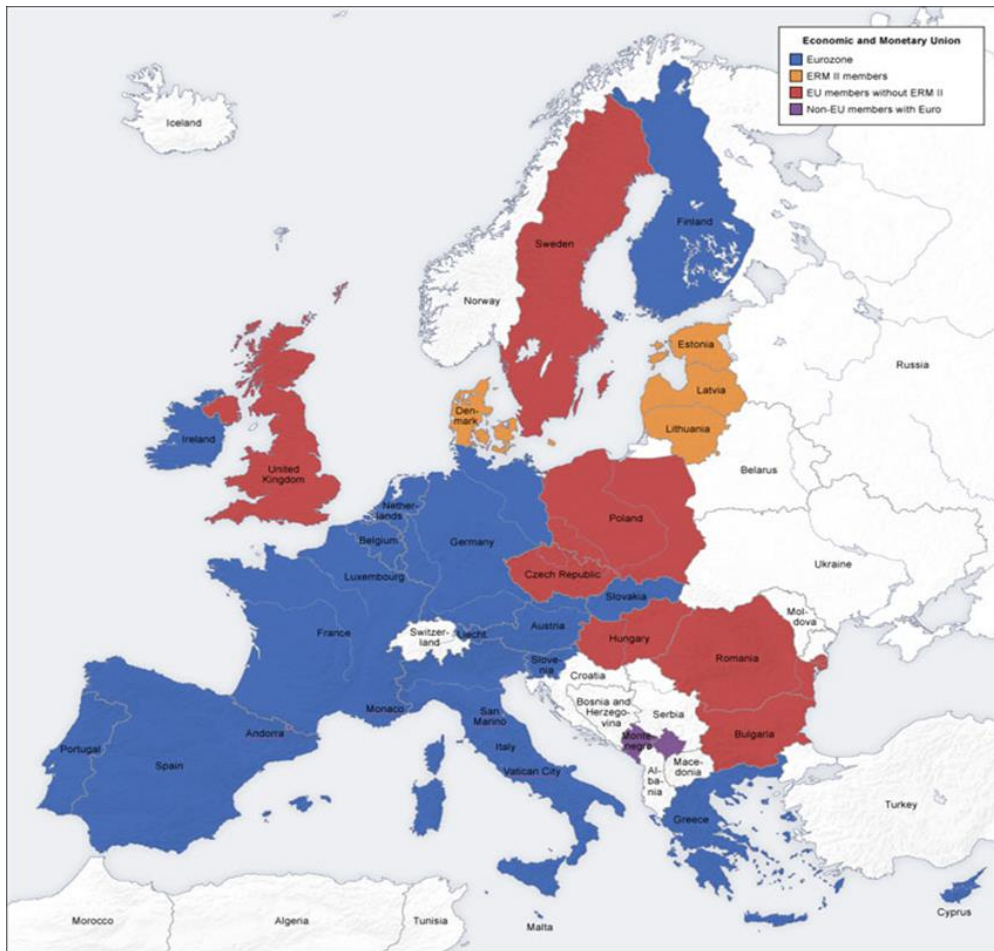 Economic and Monetary Union
Eurozone
ERM II members
EU members without ERM II
Non-EU members with Euro
Iceland
Finland
Sweden
Norway
Estonia
Russia
Latvia
Den-
mark
Lithuania
Ireland
Belarus
United
Kingdom
Nether-
lands
Poland
Belgium
Germany
Ukraine
Czech Republic
Luxembourg
Slovakia
Mol-
dova
Austria
France
Switzer-
land
Liecht.
Hungary
Romania
Slove-
nia
Croatia
Bosnia and
Herzego-
vina
Serbia
Monaco
San
Marino
Andorra
Monte-
negro
Bulgaria
Portugal
Italy
Spain
Vatican City
Mace-
donia
Al-
ba-
nia
Turkey
Greece
Cyprus
Morocco
Algeria
Tunisia
Malta